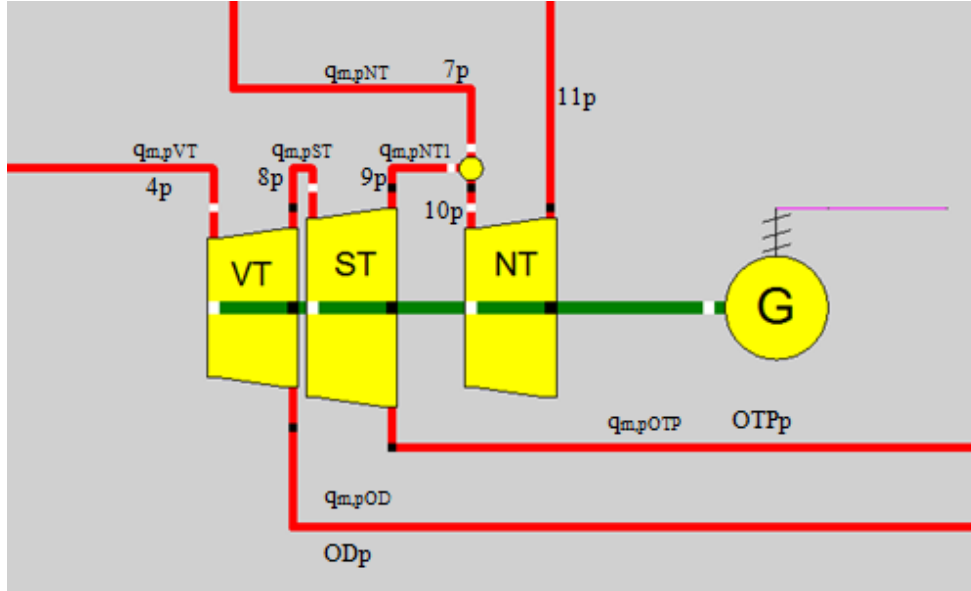 qm,pNT
7p
11p
qm,pVT
qm,pST
qm,pNT1
4p
8p
9p
10p
VT
ST
NT
G
qm,pOTP
OTPp
qm,pOD
ODp